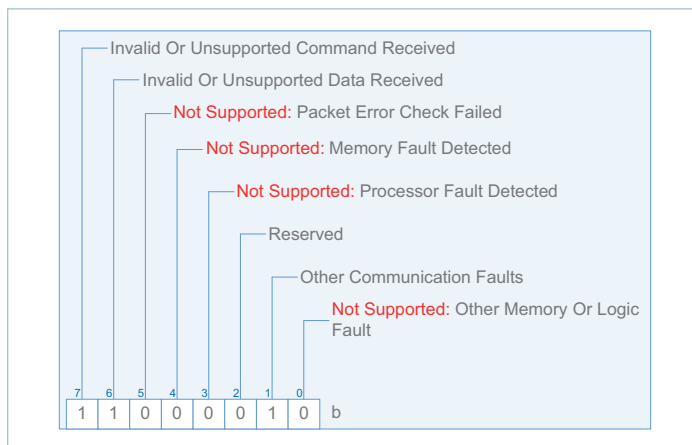 Invalid Or Unsupported Command Received
Invalid Or Unsupported Data Received
Not Supported: Packet Error Check Failed
Not Supported: Memory Fault Detected
Not Supported: Processor Fault Detected
Reserved
Other Communication Faults
Not Supported: Other Memory Or Logic
Fault
7 6 5 4 3 2 1 0
1 1 0 0 0 0 1 0 b